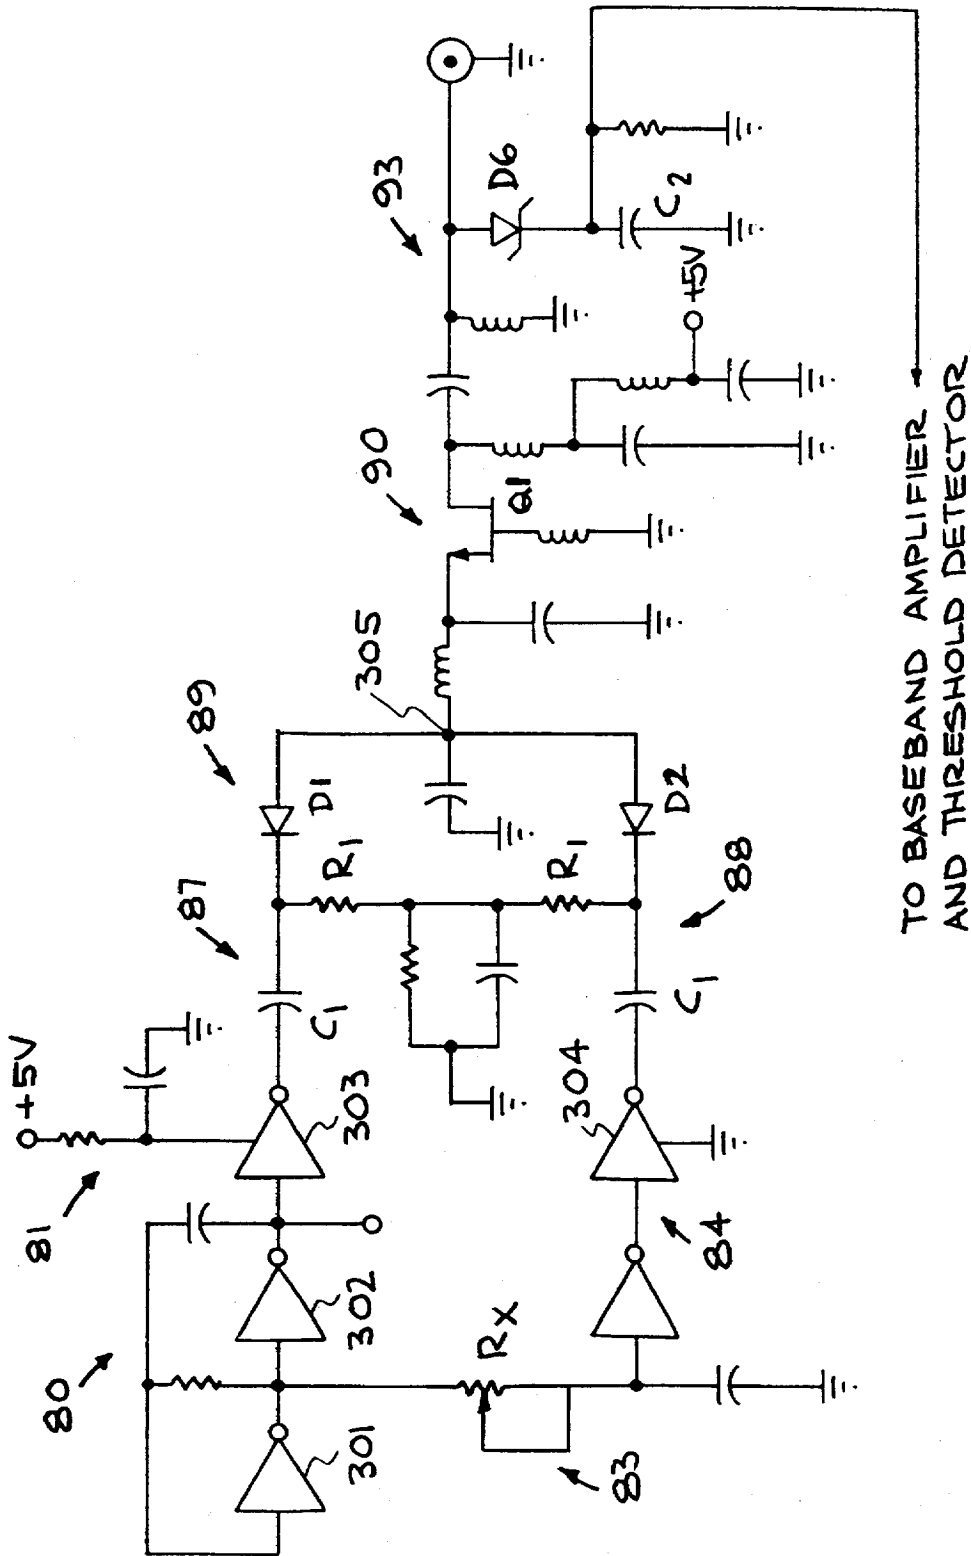 80
81
+5V
87
89
90
93
301
302
303
C1
R1
D1
305
Q1
D6
C2
+5V
83
RX
84
304
C1
88
R1
D2
TO BASEBAND AMPLIFIER
AND THRESHOLD DETECTOR